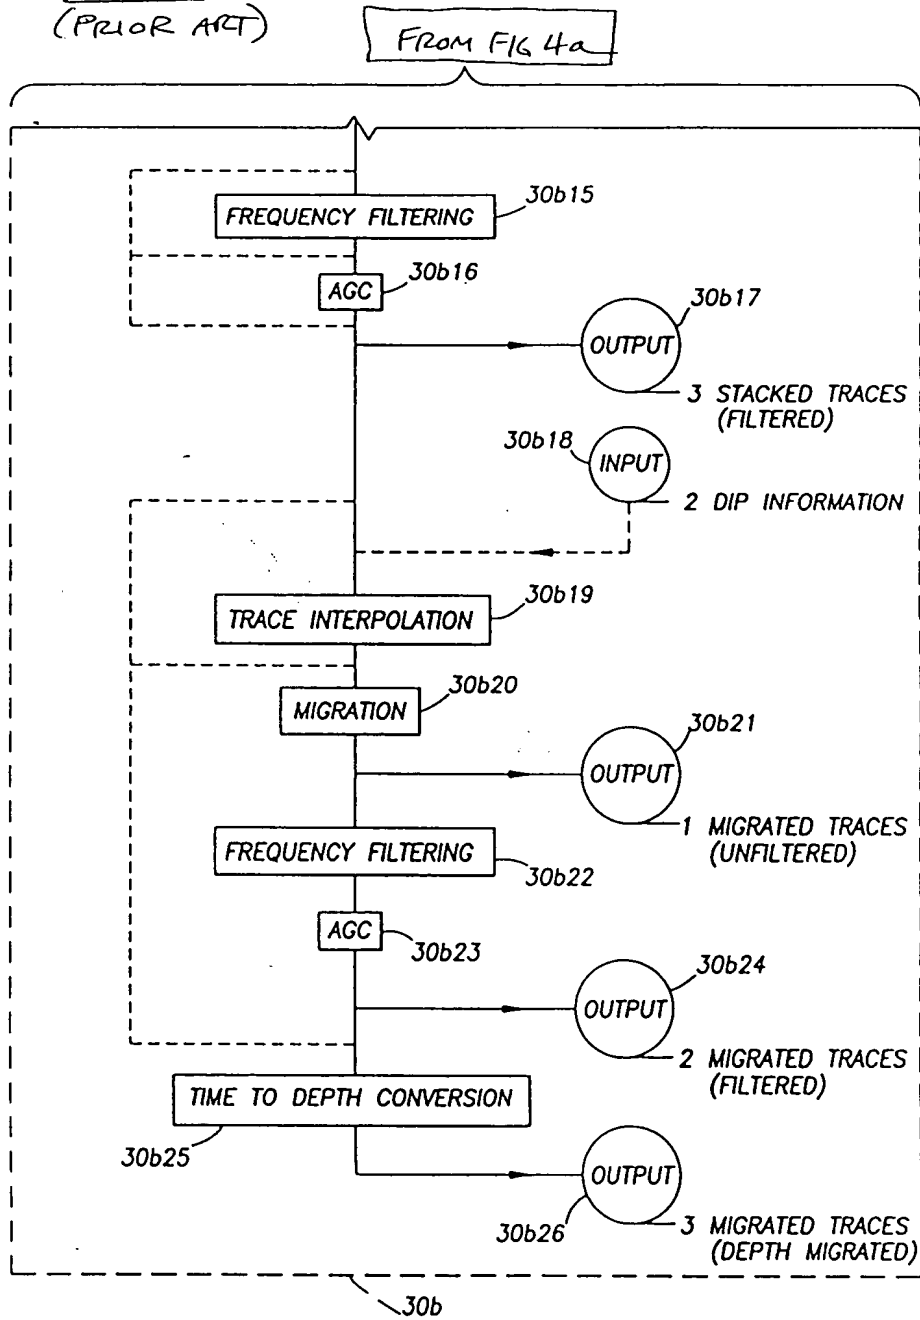 (PRIOR ART)
FROM FIG 4a
FREQUENCY FILTERING
30b15
AGC
30b16
30b17
OUTPUT
3 STACKED TRACES
(FILTERED)
30b18
INPUT
2 DIP INFORMATION
30b19
TRACE INTERPOLATION
30b20
MIGRATION
30b21
OUTPUT
1 MIGRATED TRACES
(UNFILTERED)
FREQUENCY FILTERING
30b22
AGC
30b23
30b24
OUTPUT
2 MIGRATED TRACES
(FILTERED)
TIME TO DEPTH CONVERSION
30b25
OUTPUT
30b26
3 MIGRATED TRACES
(DEPTH MIGRATED)
30b